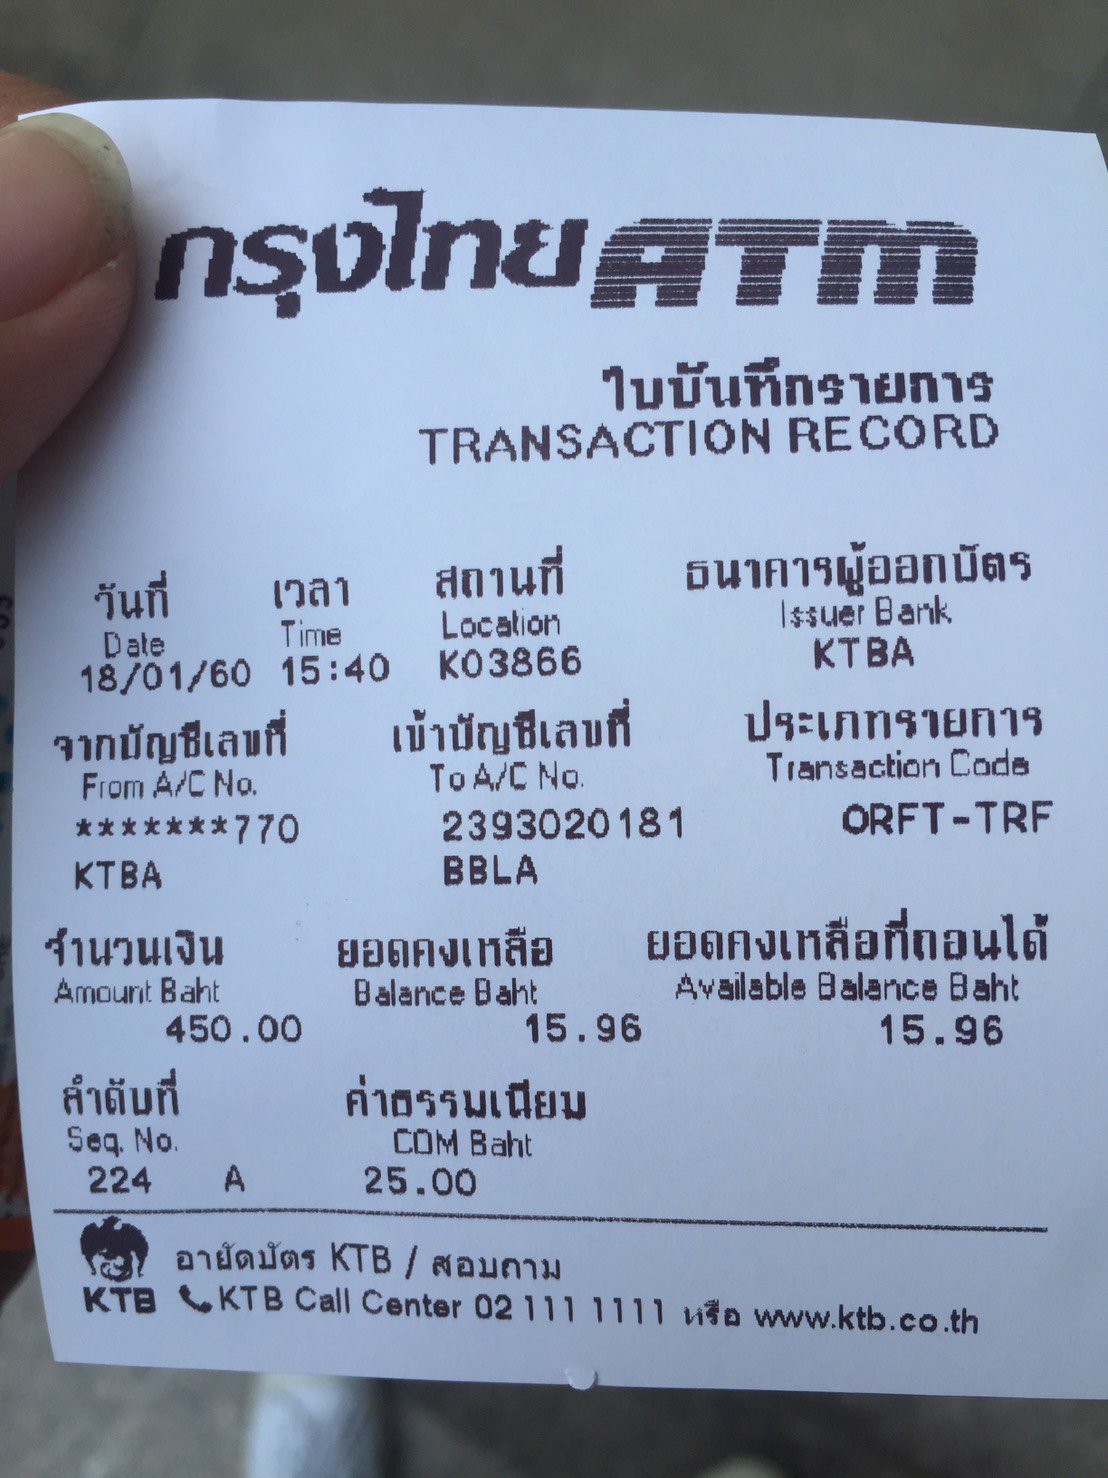 กรุงไทย ATM
ใบบันทึกรายการ
TRANSACTION RECORD
วันที่ เวลา สถานที่ ธนาคารผู้ออกบัตร
Date Time Location Issuer Bank
18/01/60 15:40 K03866 KTBA
จากบัญชีเลขที่ เข้าบัญชีเลขที่ ประเภทรายการ
From A/C No. To A/C No. Transaction Code
*******770 2393020181 ORFT-TRF
KTBA BBLA
จำนวนเงิน ยอดคงเหลือ ยอดคงเหลือที่ถอนได้
Amount Baht Balance Baht Available Balance Baht
450.00 15.96 15.96
ลำดับที่ ค่าธรรมเนียม
Seq. No. COM Baht
224 A 25.00
อายัดบัตร KTB / สอบถาม
KTB KTB Call Center 02 111 1111 หรือ www.ktb.co.th